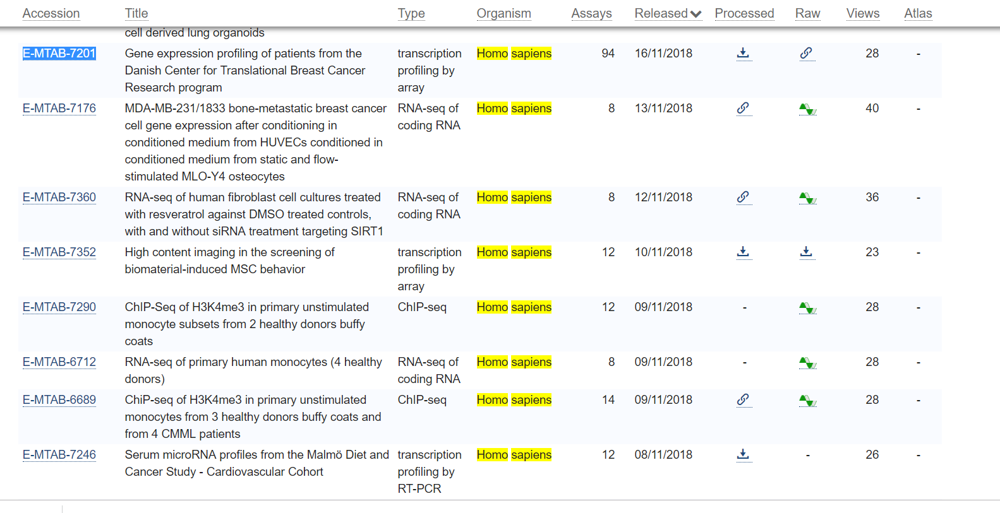 Accession Title Type Organism Assays Released Processed Raw Views Atlas
cell derived lung organoids
E-MTAB-7201 Gene expression profiling of patients from the transcription Homo sapiens 94 16/11/2018 28 -
Danish Center for Translational Breast Cancer profiling by
Research program array
E-MTAB-7176 MDA-MB-231/1833 bone-metastatic breast cancer RNA-seq of Homo sapiens 8 13/11/2018 40 -
cell gene expression after conditioning in coding RNA
conditioned medium from HUVECs conditioned in
conditioned medium from static and flow-
stimulated MLO-Y4 osteocytes
E-MTAB-7360 RNA-seq of human fibroblast cell cultures treated RNA-seq of Homo sapiens 8 12/11/2018 36 -
with resveratrol against DMSO treated controls, coding RNA
with and without siRNA treatment targeting SIRT1
E-MTAB-7352 High content imaging in the screening of transcription Homo sapiens 12 10/11/2018 23 -
biomaterial-induced MSC behavior profiling by
array
E-MTAB-7290 ChIP-Seq of H3K4me3 in primary unstimulated ChIP-seq Homo sapiens 12 09/11/2018 - 28 -
monocyte subsets from 2 healthy donors buffy
coats
E-MTAB-6712 RNA-seq of primary human monocytes (4 healthy RNA-seq of Homo sapiens 8 09/11/2018 - 28 -
donors) coding RNA
E-MTAB-6689 ChiP-seq of H3K4me3 in primary unstimulated ChIP-seq Homo sapiens 14 09/11/2018 28 -
monocytes from 3 healthy donors buffy coats and
from 4 CMML patients
E-MTAB-7246 Serum microRNA profiles from the Malmö Diet and transcription Homo sapiens 12 08/11/2018 - 26 -
Cancer Study - Cardiovascular Cohort profiling by
RT-PCR